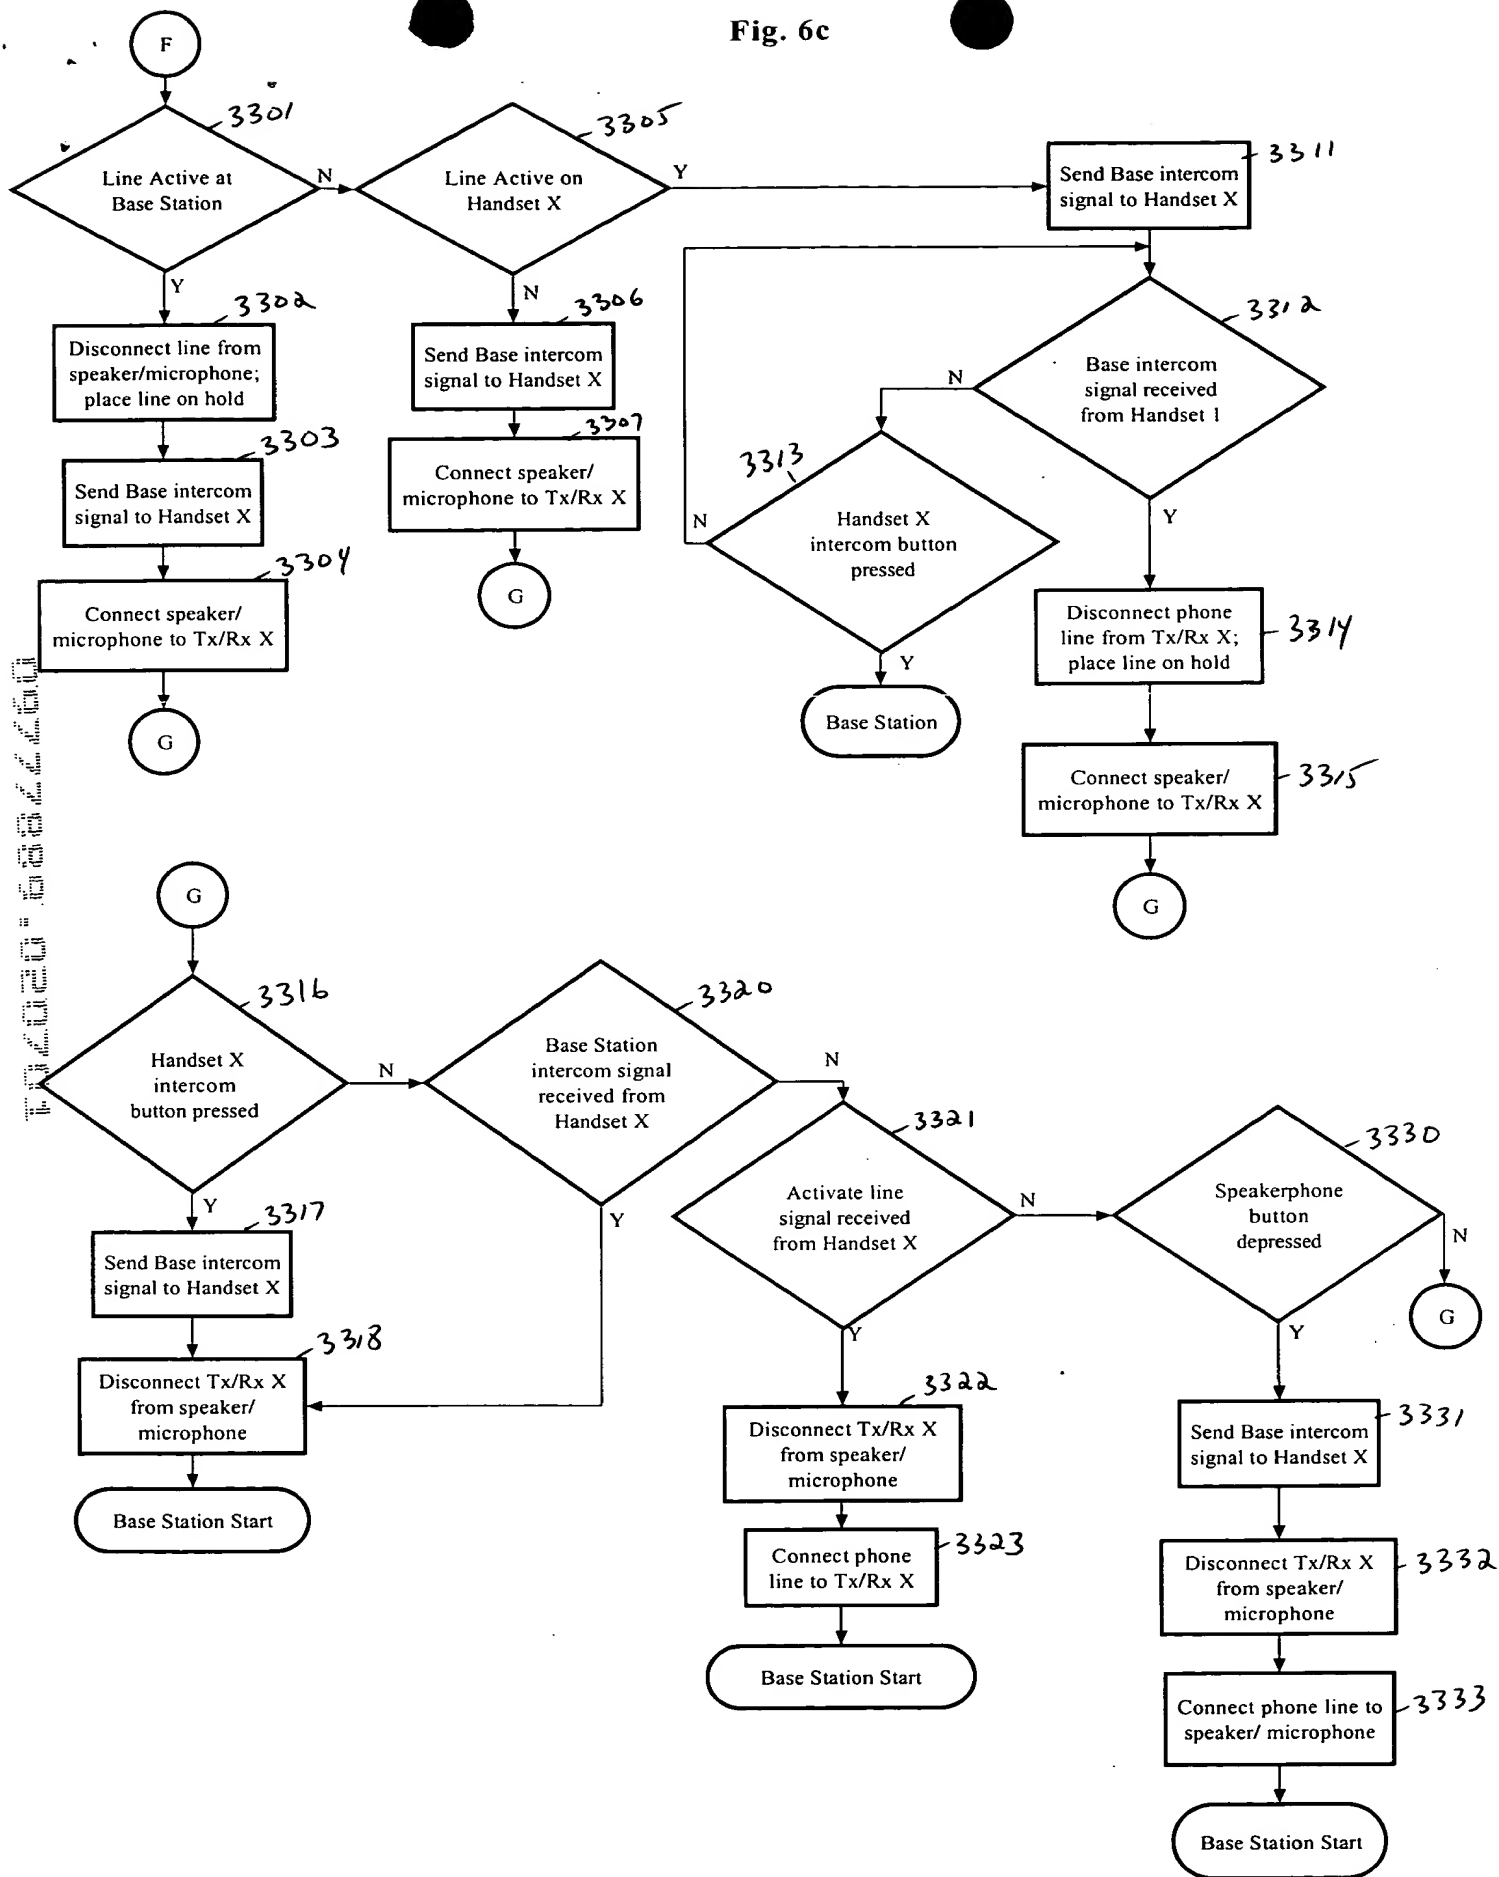 Fig. 6c
F
3301
Line Active at
Base Station
N
Y
3305
Line Active on
Handset X
Y
N
3302
Disconnect line from
speaker/microphone;
place line on hold
3303
Send Base intercom
signal to Handset X
3304
Connect speaker/
microphone to Tx/Rx X
G
3306
Send Base intercom
signal to Handset X
3307
Connect speaker/
microphone to Tx/Rx X
G
3311
Send Base intercom
signal to Handset X
3312
Base intercom
signal received
from Handset 1
N
Y
3313
Handset X
intercom button
pressed
N
Y
Base Station
3314
Disconnect phone
line from Tx/Rx X;
place line on hold
3315
Connect speaker/
microphone to Tx/Rx X
G
G
3316
Handset X
intercom
button pressed
N
Y
3317
Send Base intercom
signal to Handset X
3318
Disconnect Tx/Rx X
from speaker/
microphone
Base Station Start
3320
Base Station
intercom signal
received from
Handset X
N
Y
3321
Activate line
signal received
from Handset X
N
Y
3322
Disconnect Tx/Rx X
from speaker/
microphone
3323
Connect phone
line to Tx/Rx X
Base Station Start
3330
Speakerphone
button
depressed
N
G
Y
3331
Send Base intercom
signal to Handset X
3332
Disconnect Tx/Rx X
from speaker/
microphone
3333
Connect phone line to
speaker/ microphone
Base Station Start